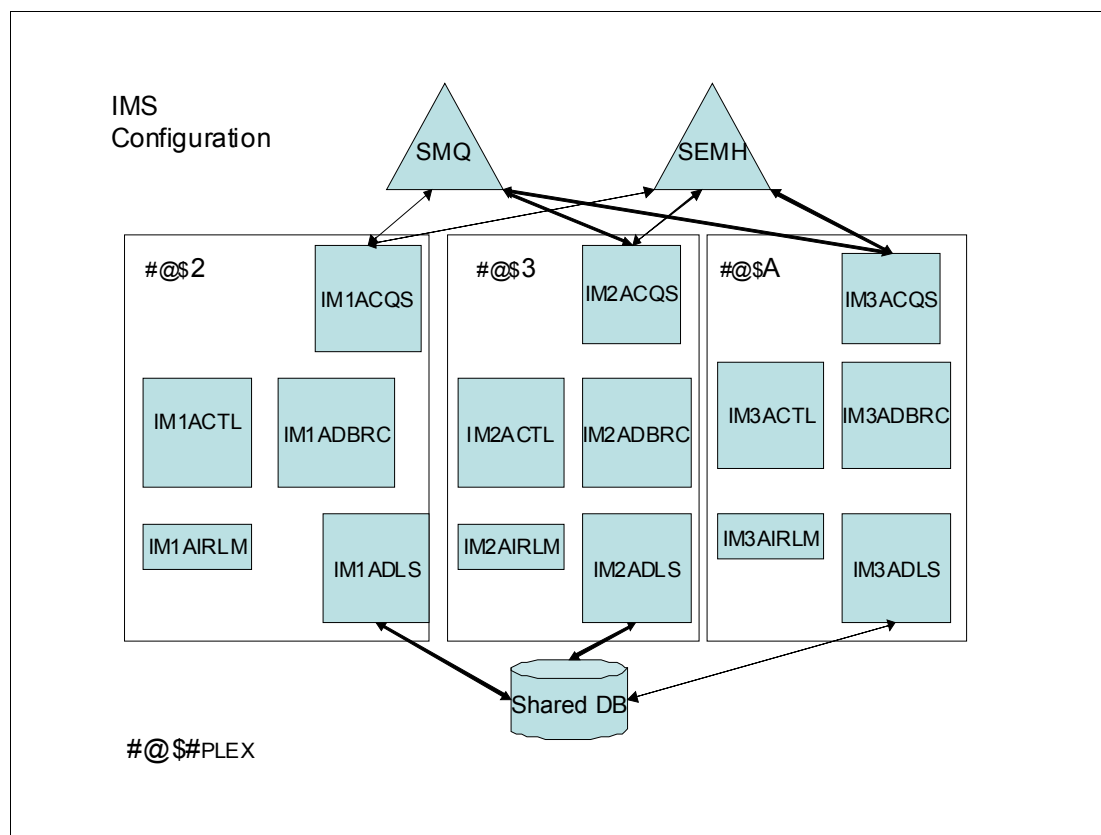 IMS
Configuration
SMQ
SEMH
#@$2
IM1ACQS
IM1ACTL
IM1ADBRC
IM1AIRLM
IM1ADLS
#@$3
IM2ACQS
IM2ACTL
IM2ADBRC
IM2AIRLM
IM2ADLS
#@$A
IM3ACQS
IM3ACTL
IM3ADBRC
IM3AIRLM
IM3ADLS
Shared DB
#@$#PLEX